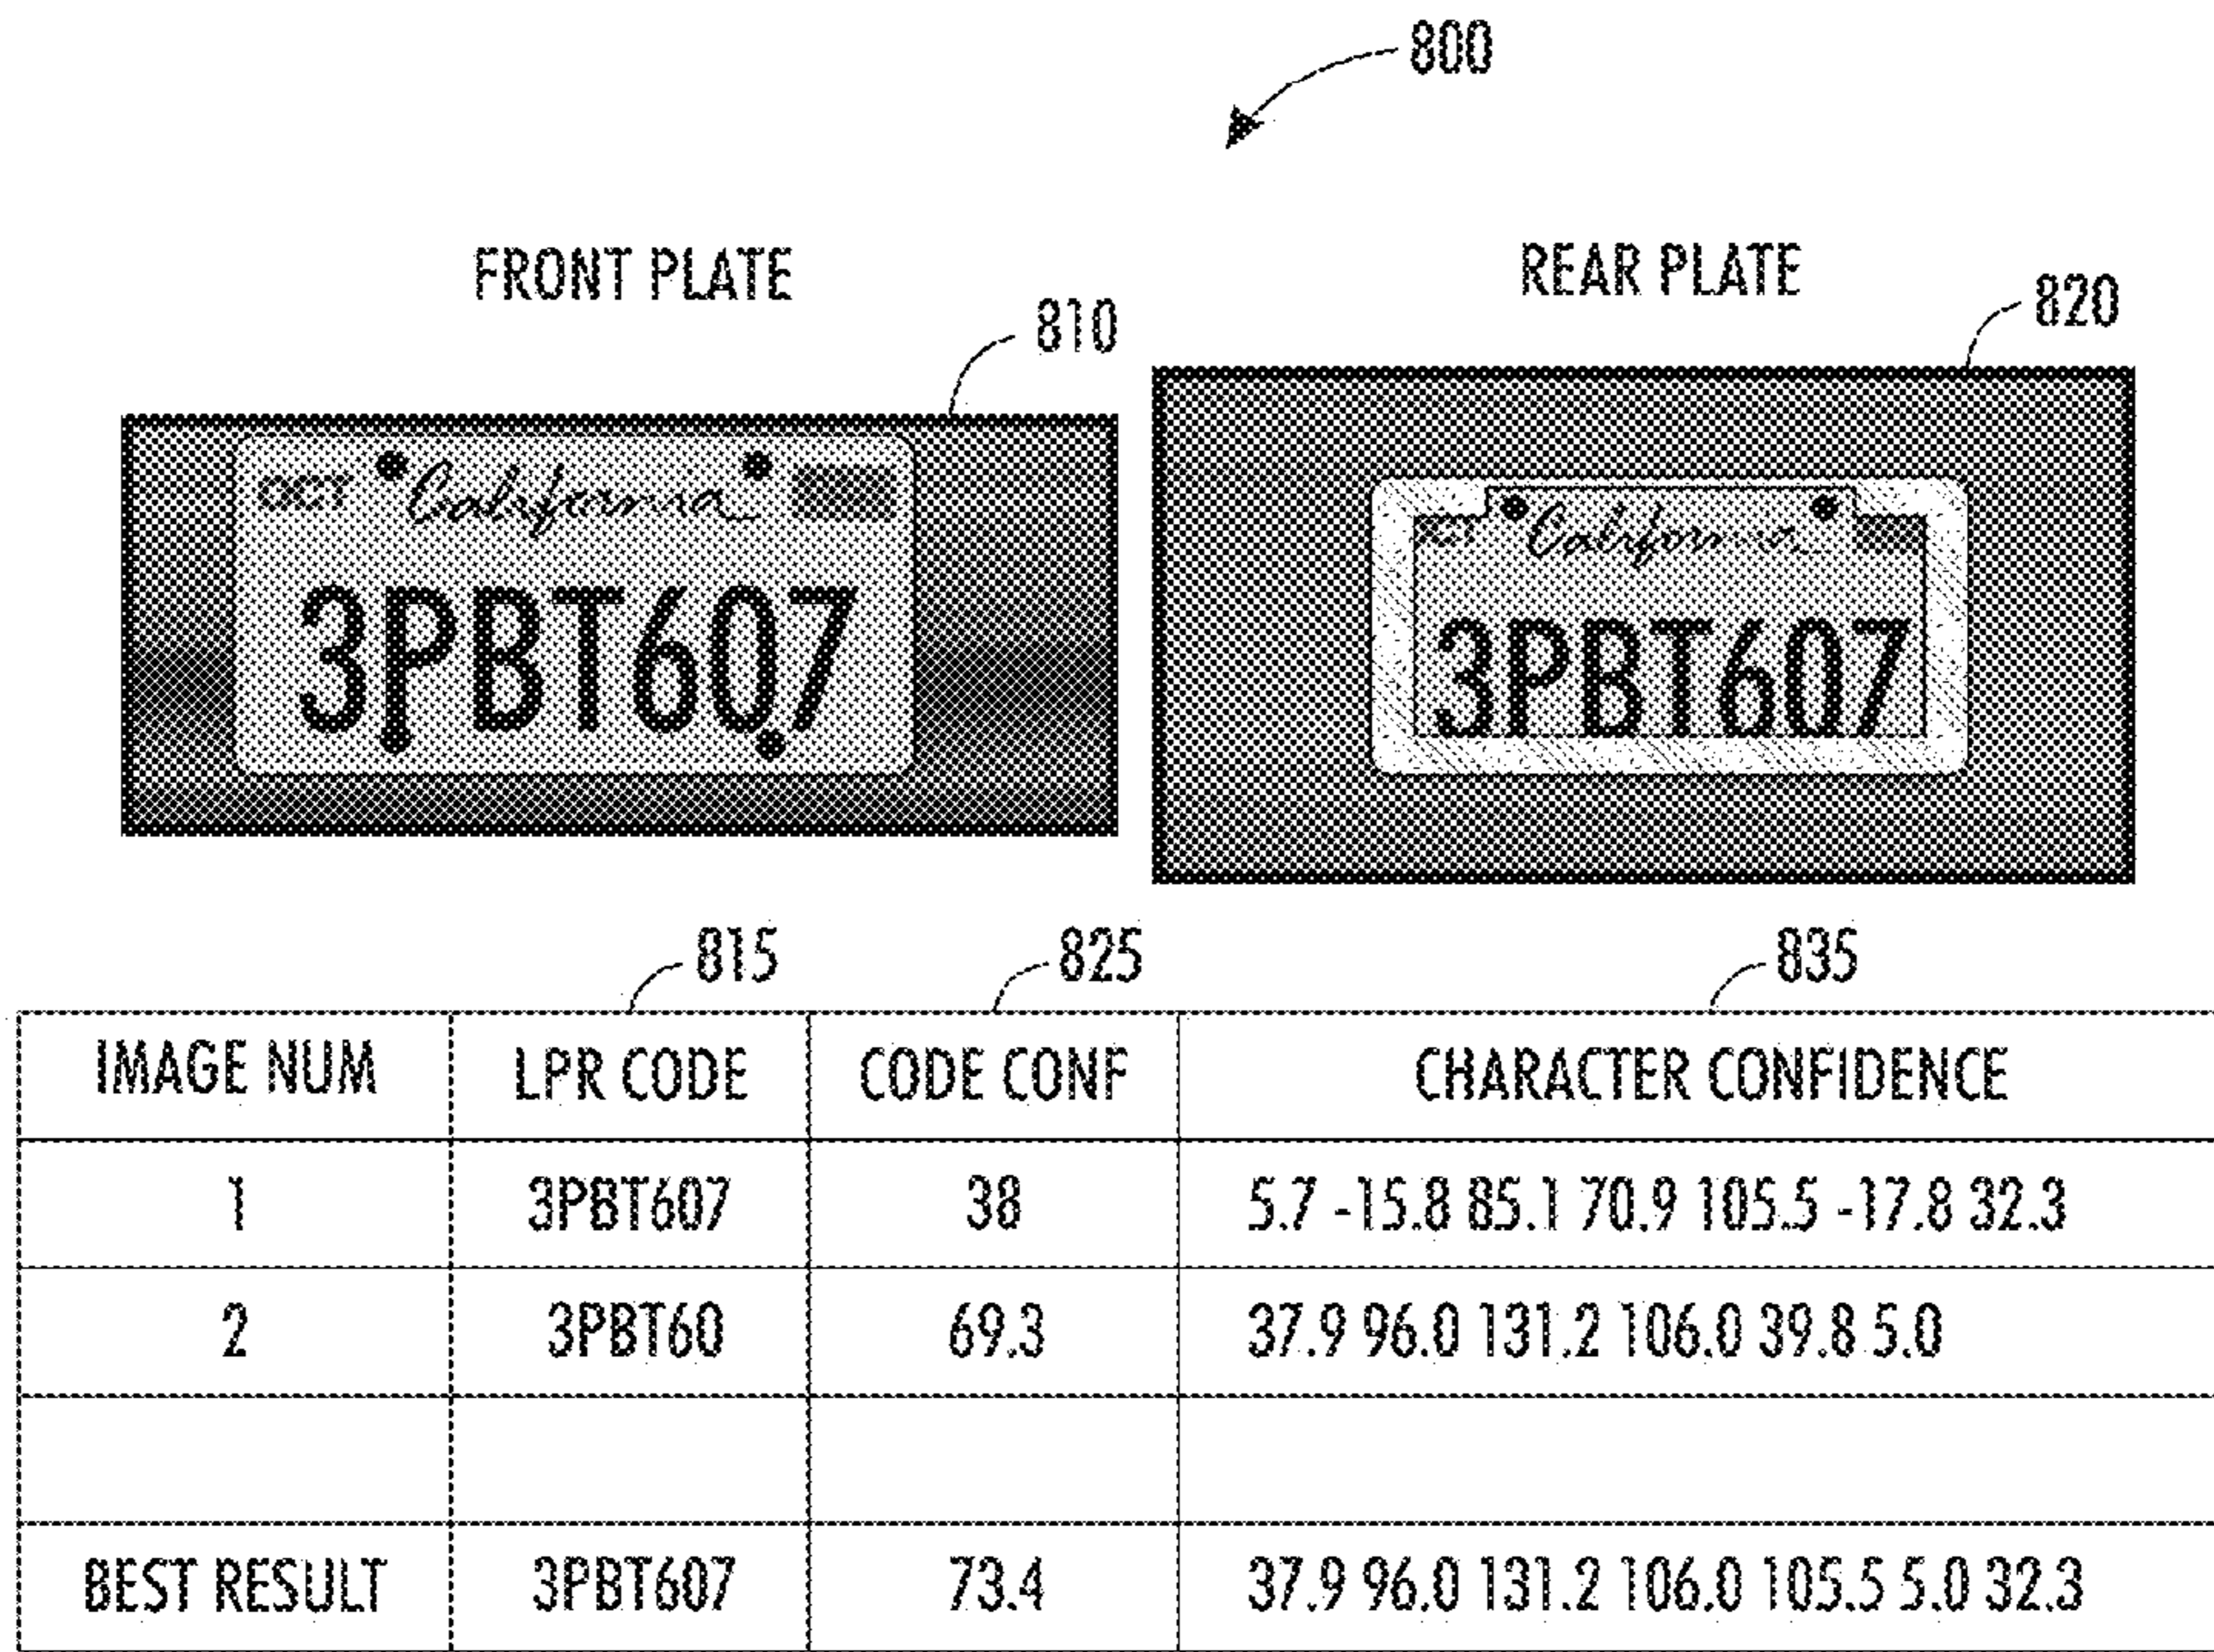 800
FRONT PLATE
REAR PLATE
810
820
OCT California
3PBT607
California
3PBT607
815
825
835
IMAGE NUM LPR CODE CODE CONF CHARACTER CONFIDENCE
1 3PBT607 38 5.7 -15.8 85.1 70.9 105.5 -17.8 32.3
2 3PBT60 69.3 37.9 96.0 131.2 106.0 39.8 5.0
BEST RESULT 3PBT607 73.4 37.9 96.0 131.2 106.0 105.5 5.0 32.3